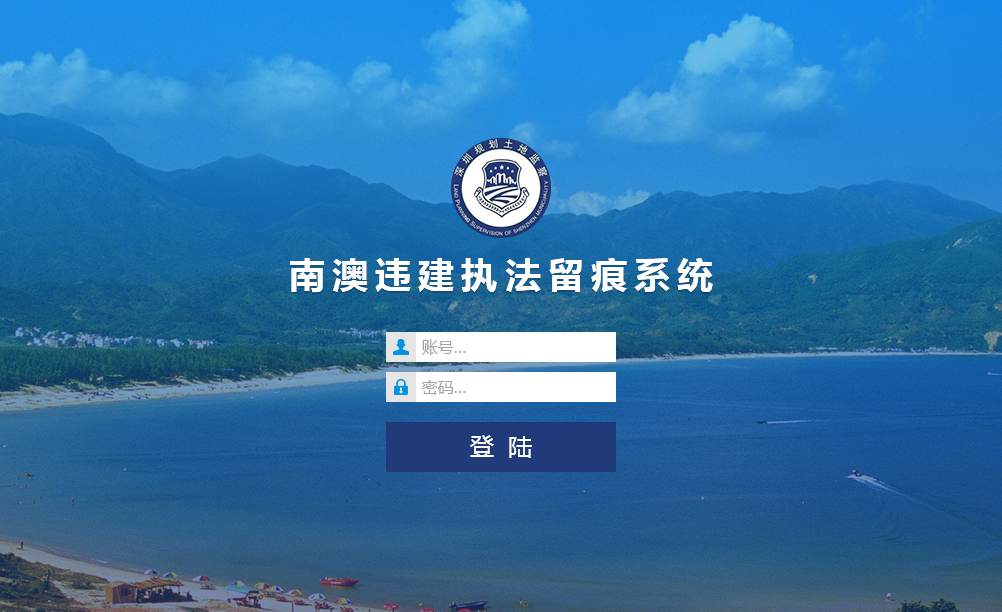 深圳规划土地监察
LAND PLANNING SUPERVISION OF SHENZHEN MUNICIPALITY
南澳违建执法留痕系统
账号...
密码...
登 陆